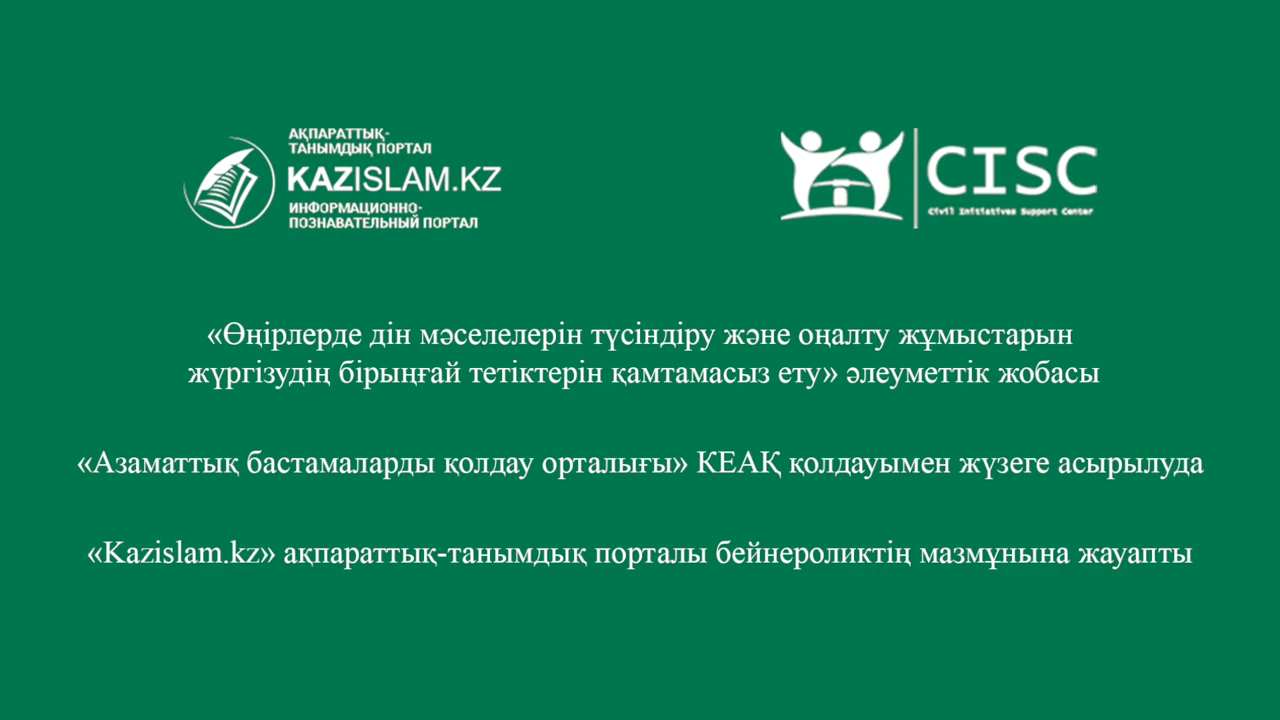 АҚПАРАТТЫҚ-
ТАНЫМДЫҚ ПОРТАЛ
KAZISLAM.KZ
ИНФОРМАЦИОННО-
ПОЗНАВАТЕЛЬНЫЙ ПОРТАЛ
CISC
Civil Initiatives Support Center
«Өңірлерде дін мәселелерін түсіндіру және оңалту жұмыстарын
жүргізудің бірыңғай тетіктерін қамтамасыз ету» әлеуметтік жобасы
«Азаматтық бастамаларды қолдау орталығы» КЕАҚ қолдауымен жүзеге асырылуда
«Kazislam.kz» ақпараттық-танымдық порталы бейнероликтің мазмұнына жауапты